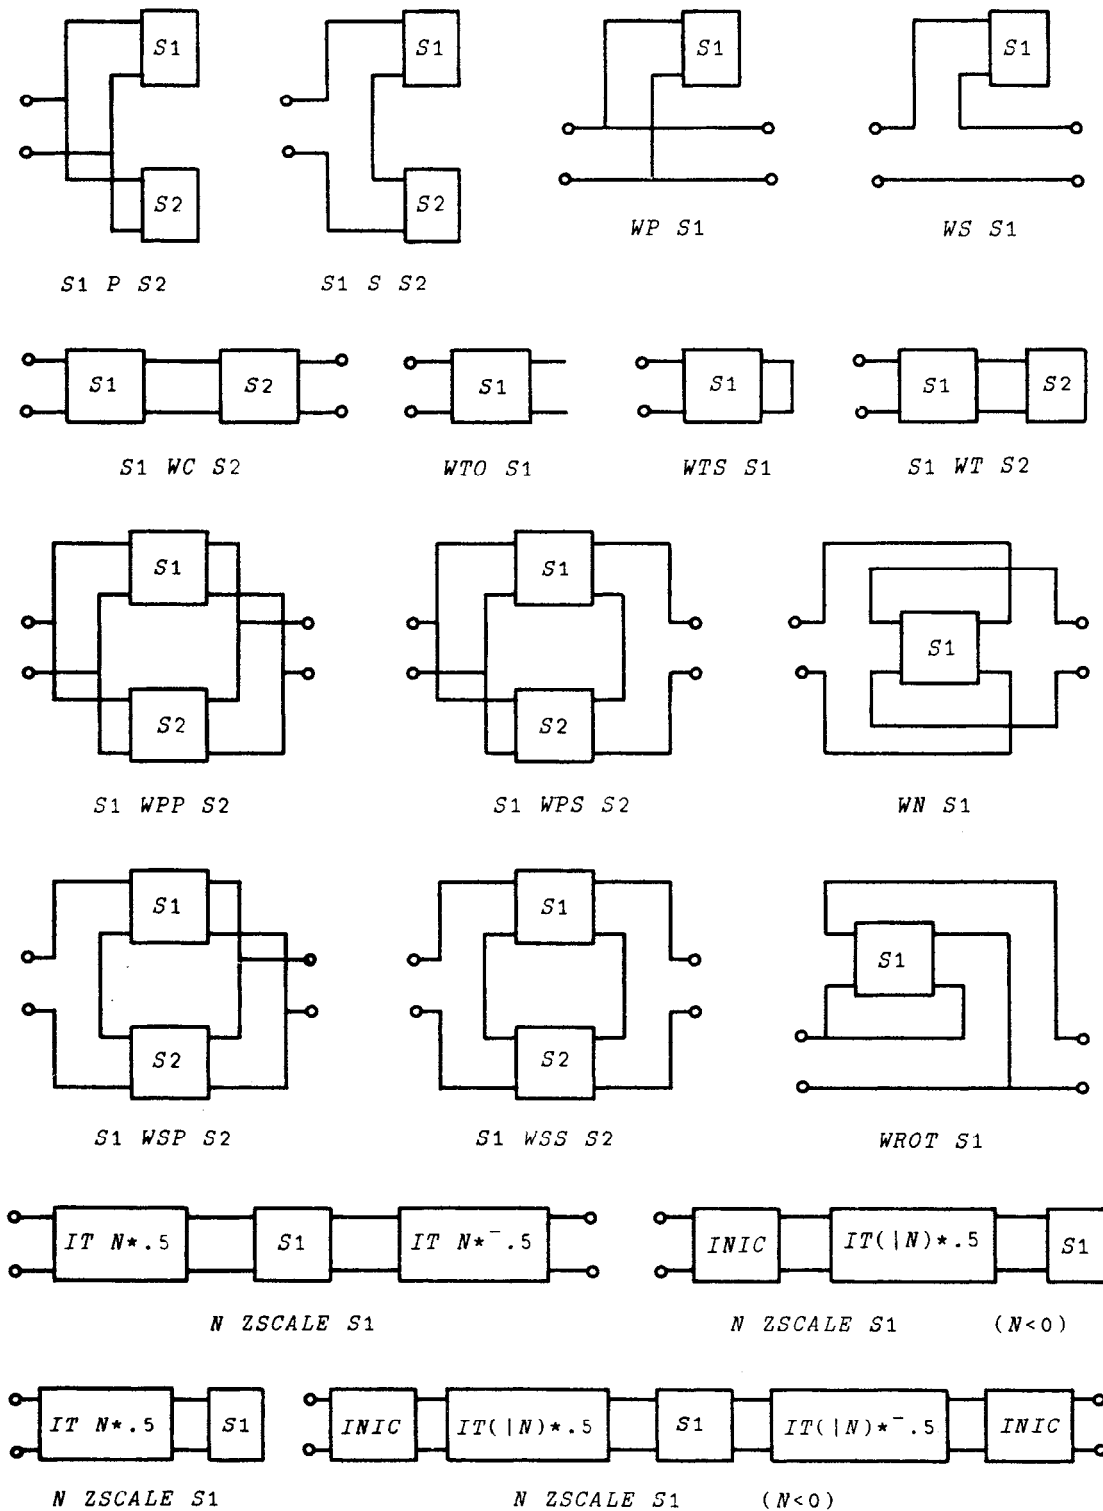 S1 S1 S1 S1
S2 S2
WP S1 WS S1
S1 P S2 S1 S S2
S1 S2 S1 S1 S1 S2
S1 WC S2 WTO S1 WTS S1 S1 WT S2
S1 S1
S1
S2 S2
S1 WPP S2 S1 WPS S2 WN S1
S1 S1
S1
S2 S2
S1 WSP S2 S1 WSS S2 WROT S1
IT N*.5 S1 IT N*¯.5 INIC IT(|N)*.5 S1
N ZSCALE S1 N ZSCALE S1 (N<0)
IT N*.5 S1 INIC IT(|N)*.5 S1 IT(|N)*¯.5 INIC
N ZSCALE S1 N ZSCALE S1 (N<0)